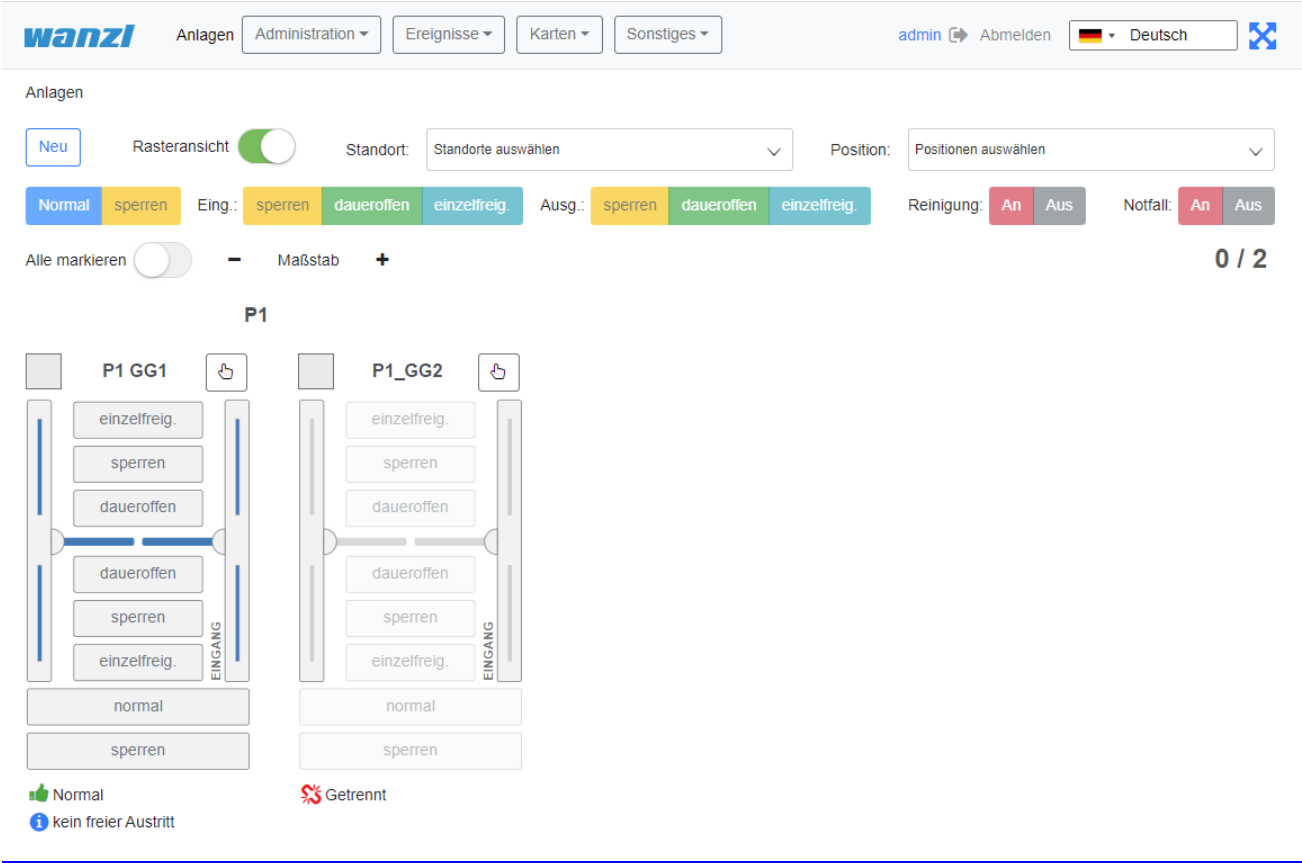 wanzl Anlagen Administration Ereignisse Karten Sonstiges admin Abmelden Deutsch
Anlagen
Neu Rasteransicht Standort: Standorte auswählen Position: Positionen auswählen
Normal sperren Eing.: sperren daueroffen einzelfreig. Ausg.: sperren daueroffen einzelfreig. Reinigung: An Aus Notfall: An Aus
Alle markieren − Maßstab + 0 / 2
P1
P1 GG1 P1_GG2
einzelfreig. einzelfreig.
sperren sperren
daueroffen daueroffen
daueroffen daueroffen
sperren sperren
einzelfreig. EINGANG einzelfreig. EINGANG
normal normal
sperren sperren
Normal Getrennt
kein freier Austritt